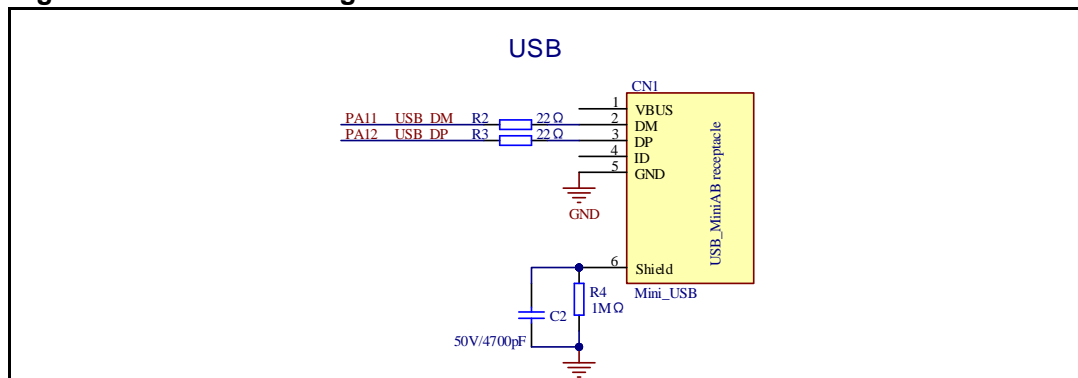 USB
CN1
1 VBUS
PA11 USB_DM R2 22Ω 2 DM
PA12 USB_DP R3 22Ω 3 DP
4 ID
5 GND
GND
USB_MiniAB receptacle
6 Shield
R4
1MΩ
Mini_USB
C2
50V/4700pF